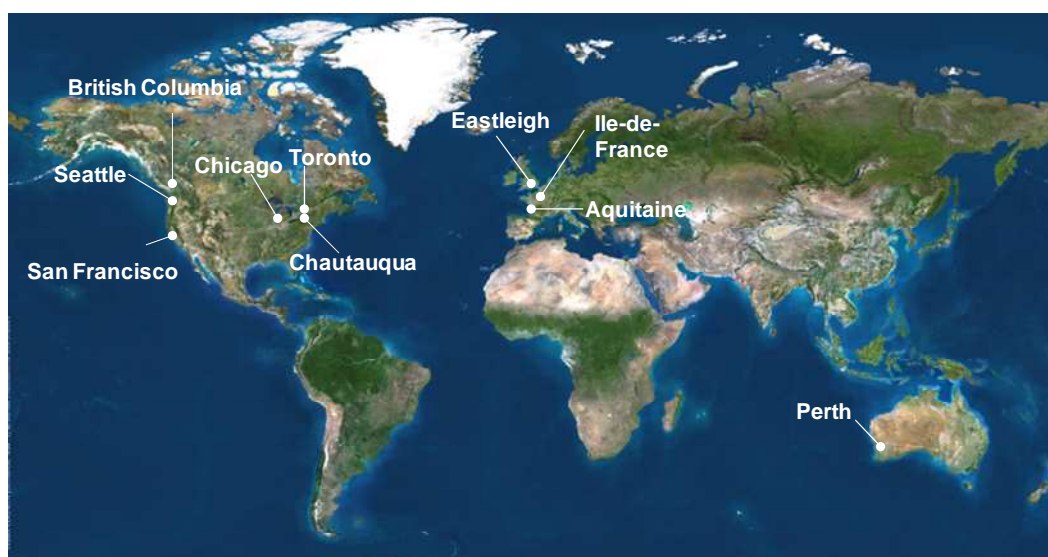 British Columbia
Eastleigh
Ile-de-
France
Toronto
Chicago
Seattle
Aquitaine
Chautauqua
San Francisco
Perth